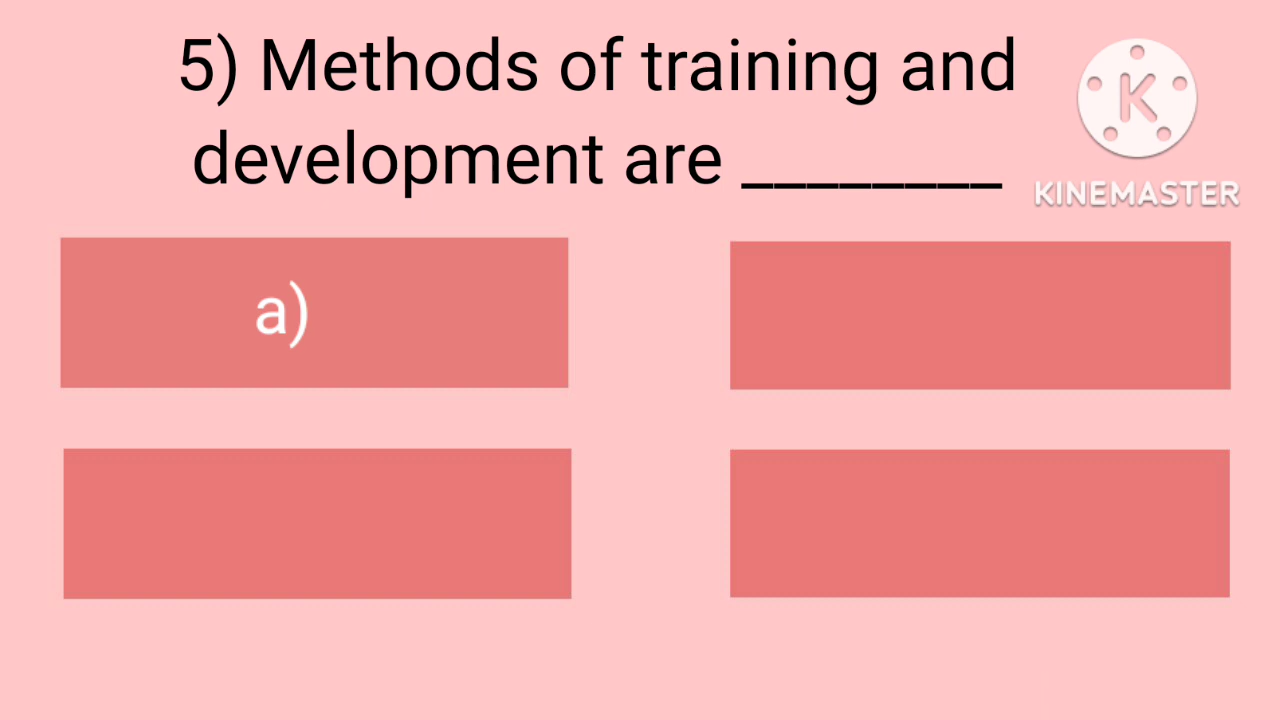 5) Methods of training and
development are ________
K
KINEMASTER
a)